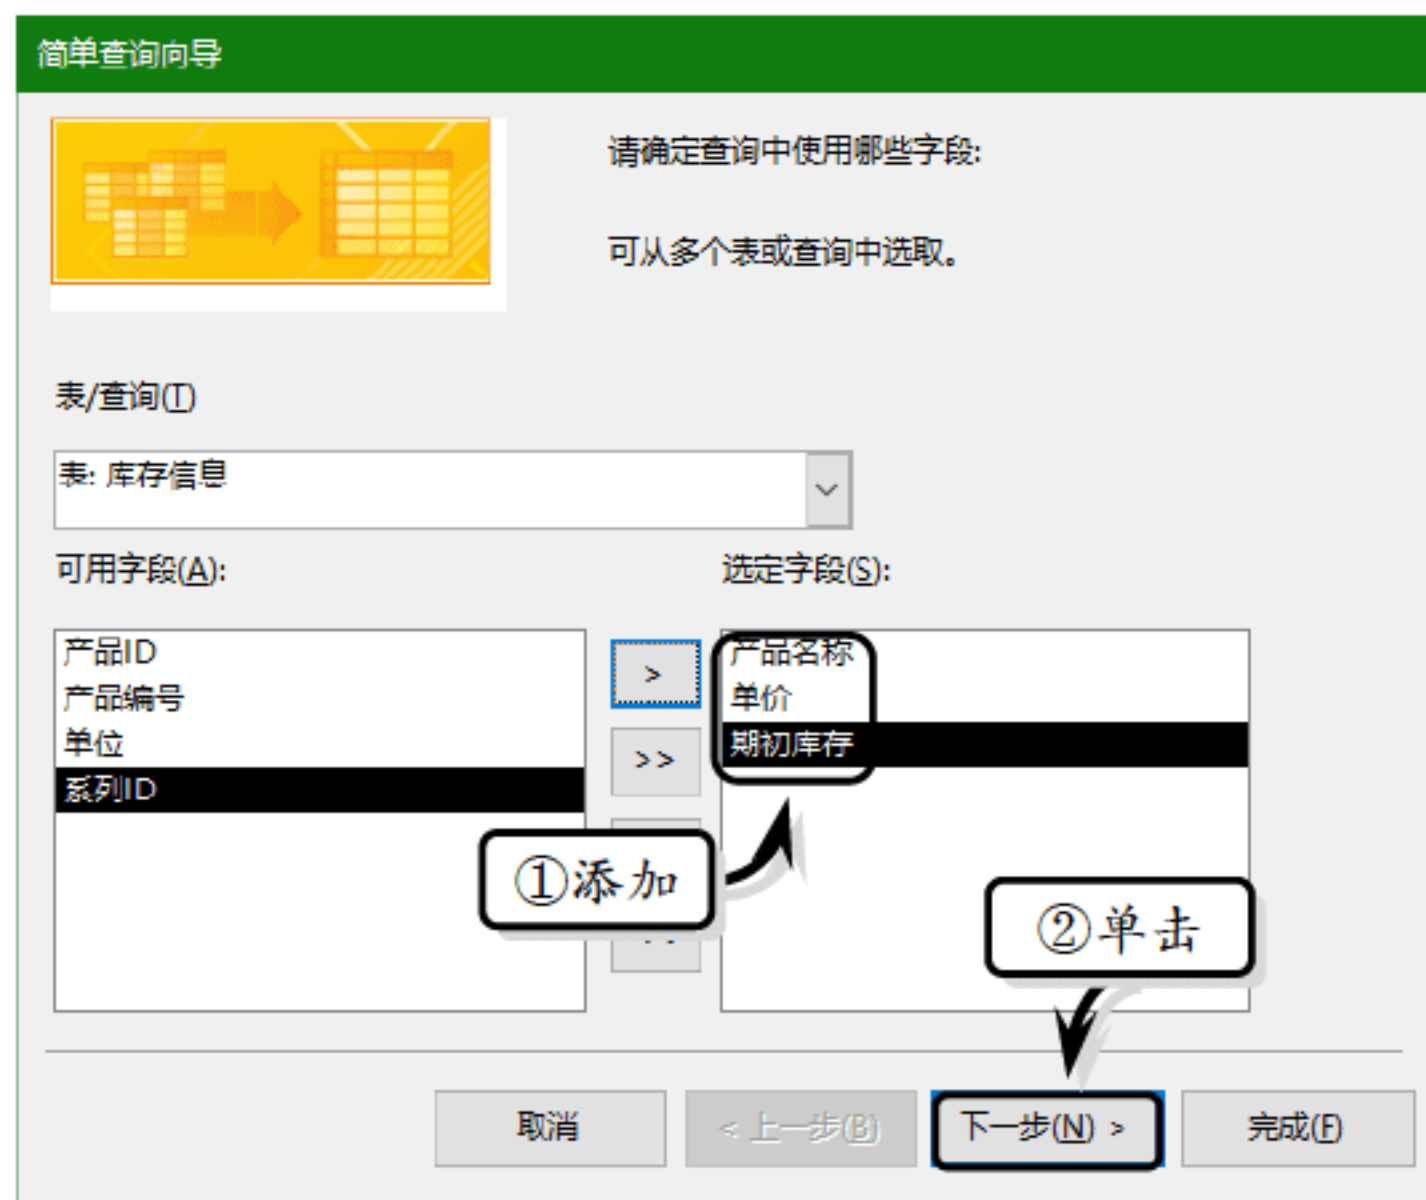 简单查询向导
请确定查询中使用哪些字段:
可从多个表或查询中选取。
表/查询(T)
表: 库存信息
可用字段(A):
选定字段(S):
产品ID
产品编号
单位
系列ID
>
>>
产品名称
单价
期初库存
①添加
②单击
取消
< 上一步(B)
下一步(N) >
完成(F)